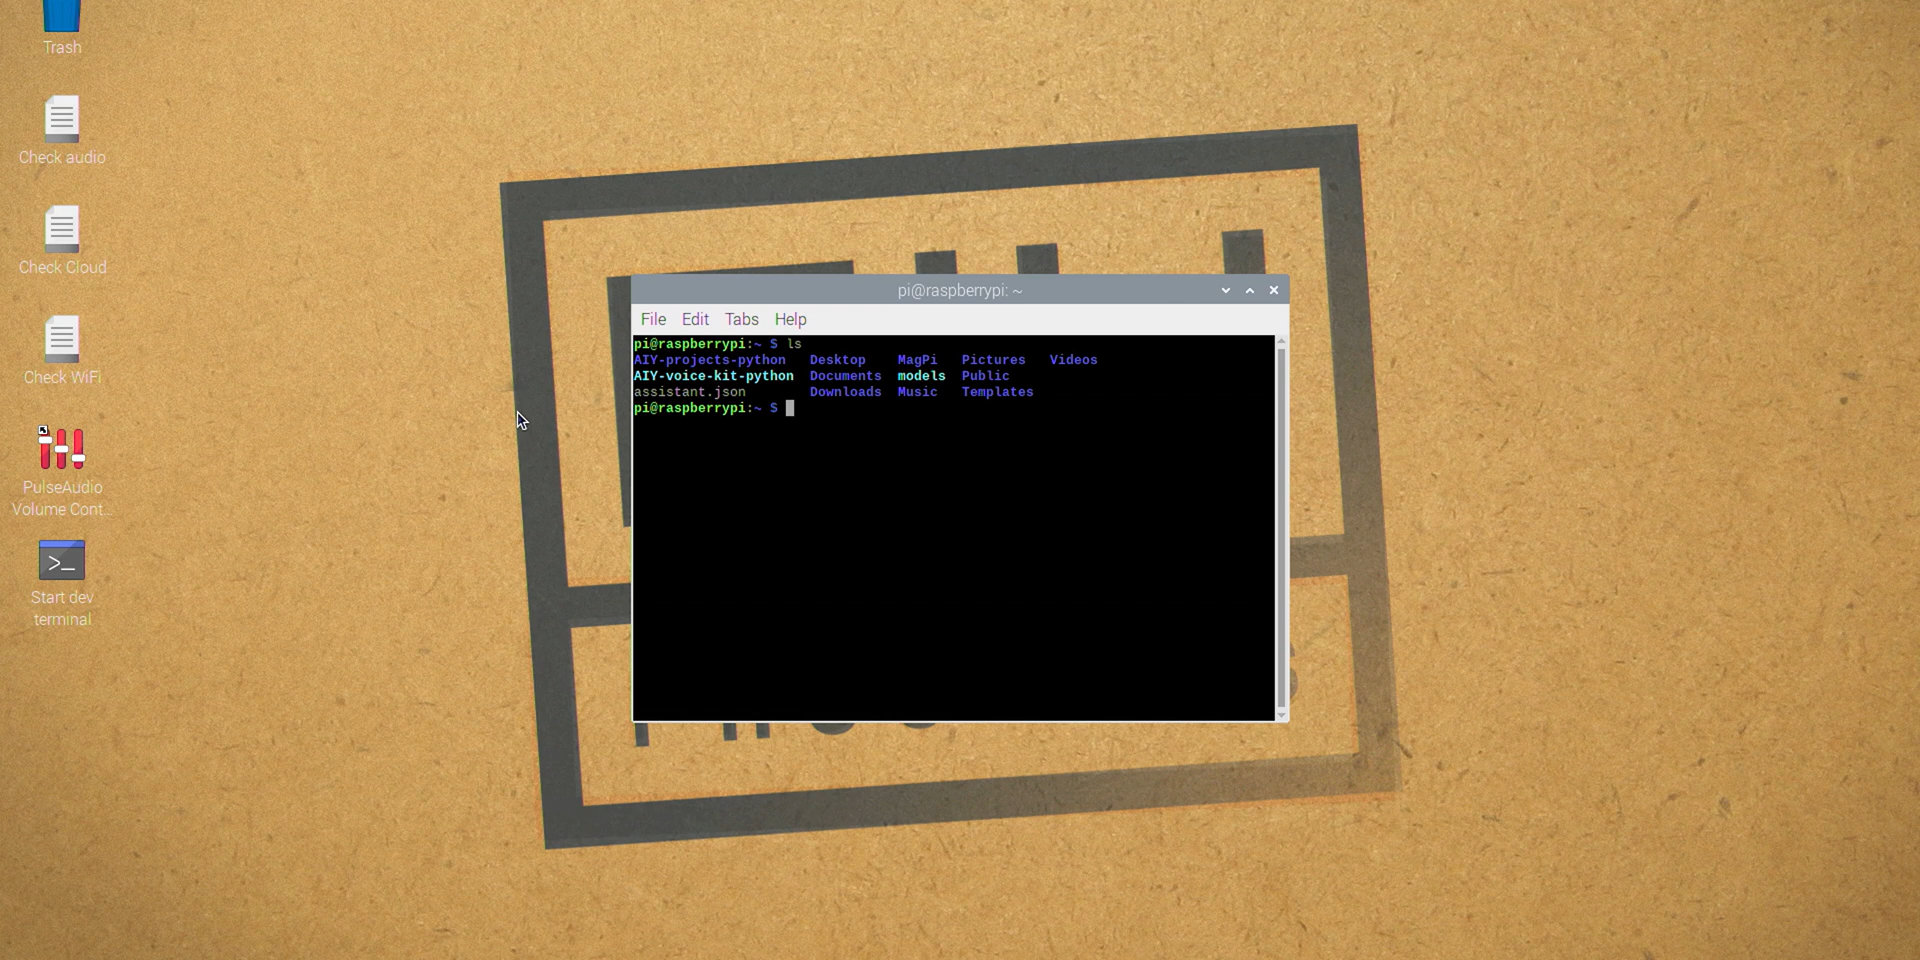 Trash
Check audio
Check Cloud
Check WiFi
PulseAudio
Volume Cont...
Start dev
terminal
pi@raspberrypi: ~
File Edit Tabs Help
pi@raspberrypi:~ $ ls
AIY-projects-python Desktop MagPi Pictures Videos
AIY-voice-kit-python Documents models Public
assistant.json Downloads Music Templates
pi@raspberrypi:~ $